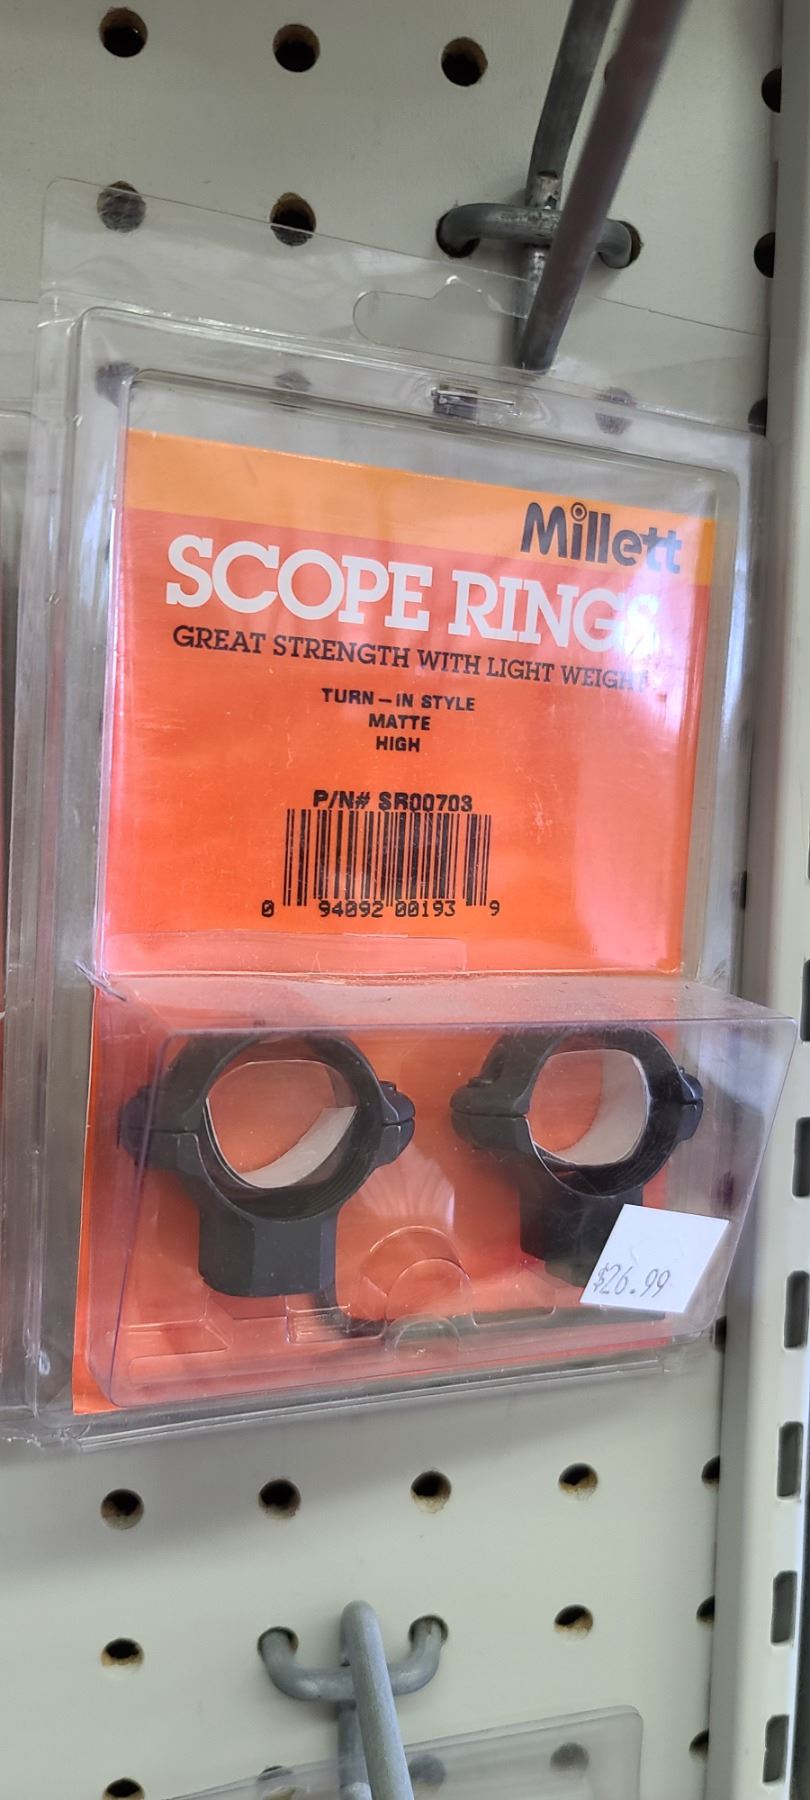 Millett
SCOPE RINGS
GREAT STRENGTH WITH LIGHT WEIGHT
TURN-IN STYLE
MATTE
HIGH
P/N# SR00703
0 94092 00193 9
$26.99